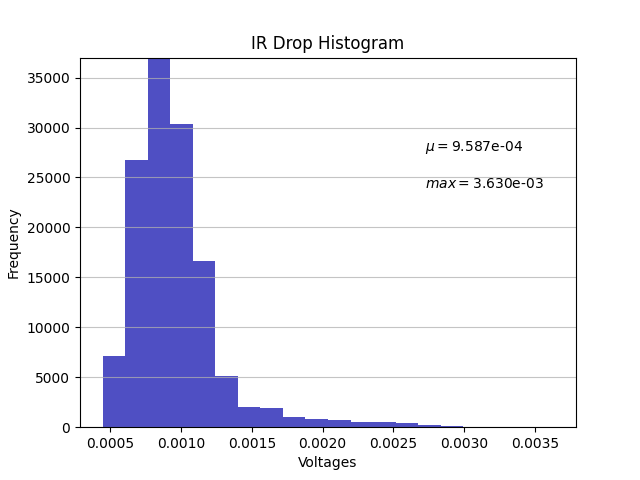 IR Drop Histogram
35000
30000
25000
20000
15000
10000
5000
0
Frequency
μ = 9.587e-04
max = 3.630e-03
0.0005 0.0010 0.0015 0.0020 0.0025 0.0030 0.0035
Voltages